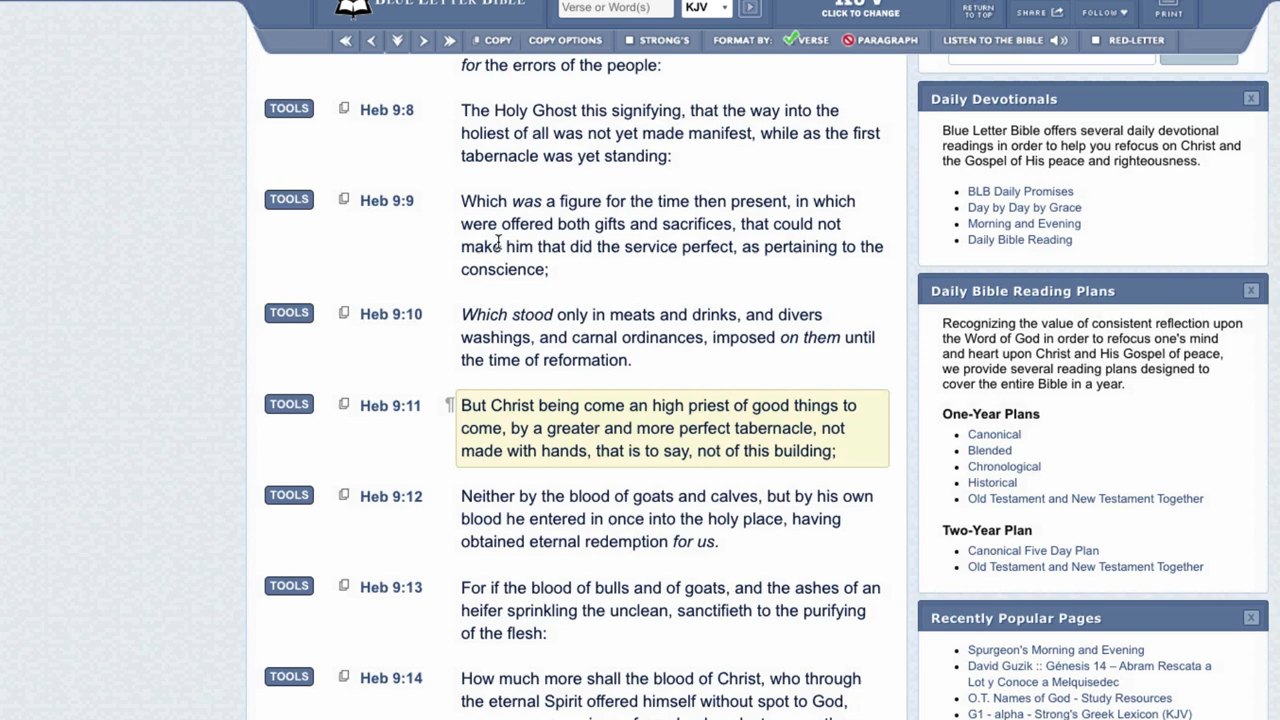 BLUE LETTER BIBLE
Verse or Word(s)
KJV
CLICK TO CHANGE
RETURN
TO TOP
SHARE
FOLLOW
PRINT
COPY
COPY OPTIONS
STRONG'S
FORMAT BY:
VERSE
PARAGRAPH
LISTEN TO THE BIBLE
RED-LETTER
for the errors of the people:
TOOLS
Heb 9:8
The Holy Ghost this signifying, that the way into the
holiest of all was not yet made manifest, while as the first
tabernacle was yet standing:
TOOLS
Heb 9:9
Which was a figure for the time then present, in which
were offered both gifts and sacrifices, that could not
make him that did the service perfect, as pertaining to the
conscience;
TOOLS
Heb 9:10
Which stood only in meats and drinks, and divers
washings, and carnal ordinances, imposed on them until
the time of reformation.
TOOLS
Heb 9:11
¶
But Christ being come an high priest of good things to
come, by a greater and more perfect tabernacle, not
made with hands, that is to say, not of this building;
TOOLS
Heb 9:12
Neither by the blood of goats and calves, but by his own
blood he entered in once into the holy place, having
obtained eternal redemption for us.
TOOLS
Heb 9:13
For if the blood of bulls and of goats, and the ashes of an
heifer sprinkling the unclean, sanctifieth to the purifying
of the flesh:
TOOLS
Heb 9:14
How much more shall the blood of Christ, who through
the eternal Spirit offered himself without spot to God,
Daily Devotionals
Blue Letter Bible offers several daily devotional
readings in order to help you refocus on Christ and
the Gospel of His peace and righteousness.
BLB Daily Promises
Day by Day by Grace
Morning and Evening
Daily Bible Reading
Daily Bible Reading Plans
Recognizing the value of consistent reflection upon
the Word of God in order to refocus one's mind
and heart upon Christ and His Gospel of peace,
we provide several reading plans designed to
cover the entire Bible in a year.
One-Year Plans
Canonical
Blended
Chronological
Historical
Old Testament and New Testament Together
Two-Year Plan
Canonical Five Day Plan
Old Testament and New Testament Together
Recently Popular Pages
Spurgeon's Morning and Evening
David Guzik :: Génesis 14 – Abram Rescata a
Lot y Conoce a Melquisedec
O.T. Names of God - Study Resources
G1 - alpha - Strong's Greek Lexicon (KJV)